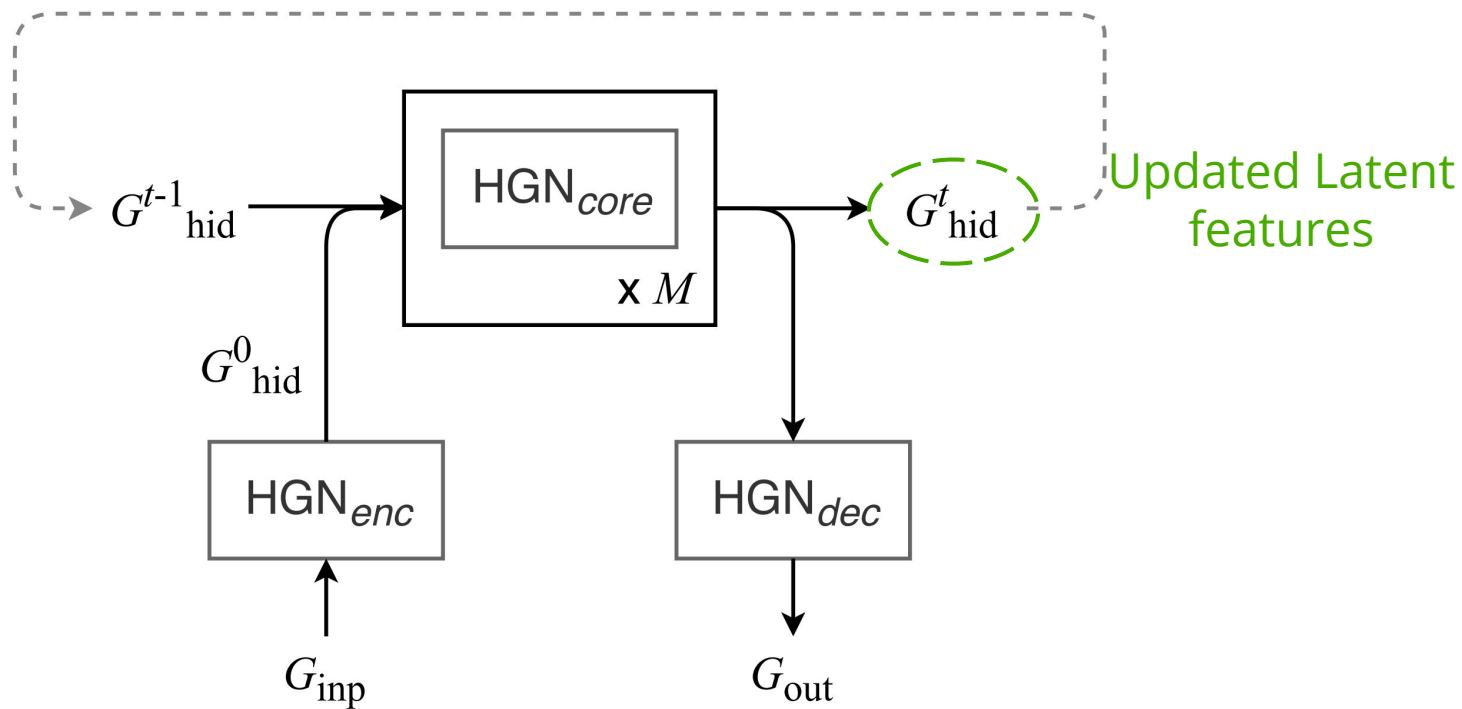 HGN_core
G^{t-1}_hid
G^t_hid
Updated Latent
features
x M
G^0_hid
HGN_enc
HGN_dec
G_inp
G_out